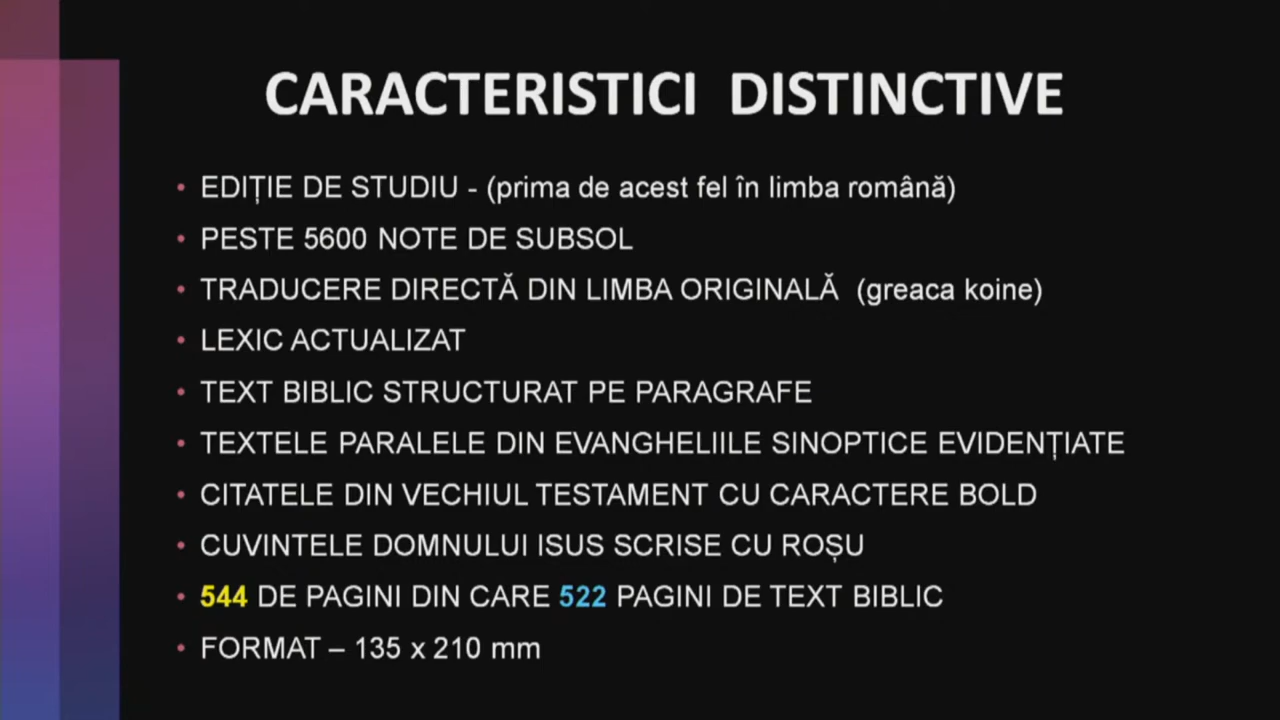 CARACTERISTICI DISTINCTIVE
• EDIȚIE DE STUDIU - (prima de acest fel în limba română)
• PESTE 5600 NOTE DE SUBSOL
• TRADUCERE DIRECTĂ DIN LIMBA ORIGINALĂ (greaca koine)
• LEXIC ACTUALIZAT
• TEXT BIBLIC STRUCTURAT PE PARAGRAFE
• TEXTELE PARALELE DIN EVANGHELIILE SINOPTICE EVIDENȚIATE
• CITATELE DIN VECHIUL TESTAMENT CU CARACTERE BOLD
• CUVINTELE DOMNULUI ISUS SCRISE CU ROȘU
• 544 DE PAGINI DIN CARE 522 PAGINI DE TEXT BIBLIC
• FORMAT – 135 x 210 mm